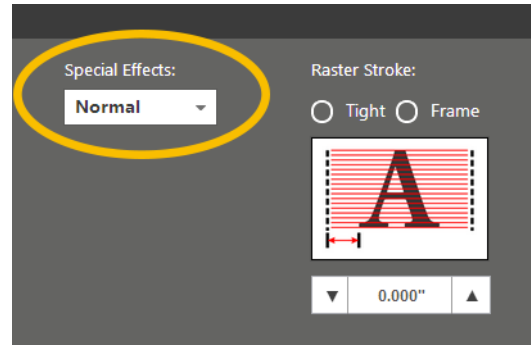 Special Effects:
Normal
Raster Stroke:
Tight
Frame
A
0.000"